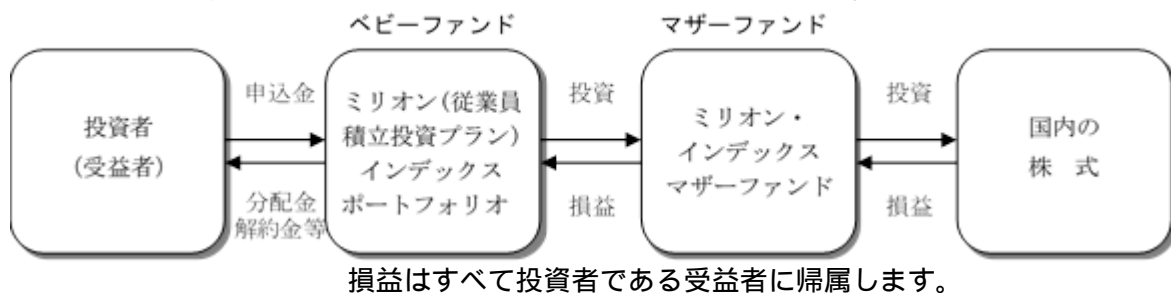 ベビーファンド
マザーファンド
投資者
(受益者)
申込金
分配金
解約金等
ミリオン(従業員
積立投資プラン)
インデックス
ポートフォリオ
投資
損益
ミリオン・
インデックス
マザーファンド
投資
損益
国内の
株 式
損益はすべて投資者である受益者に帰属します。